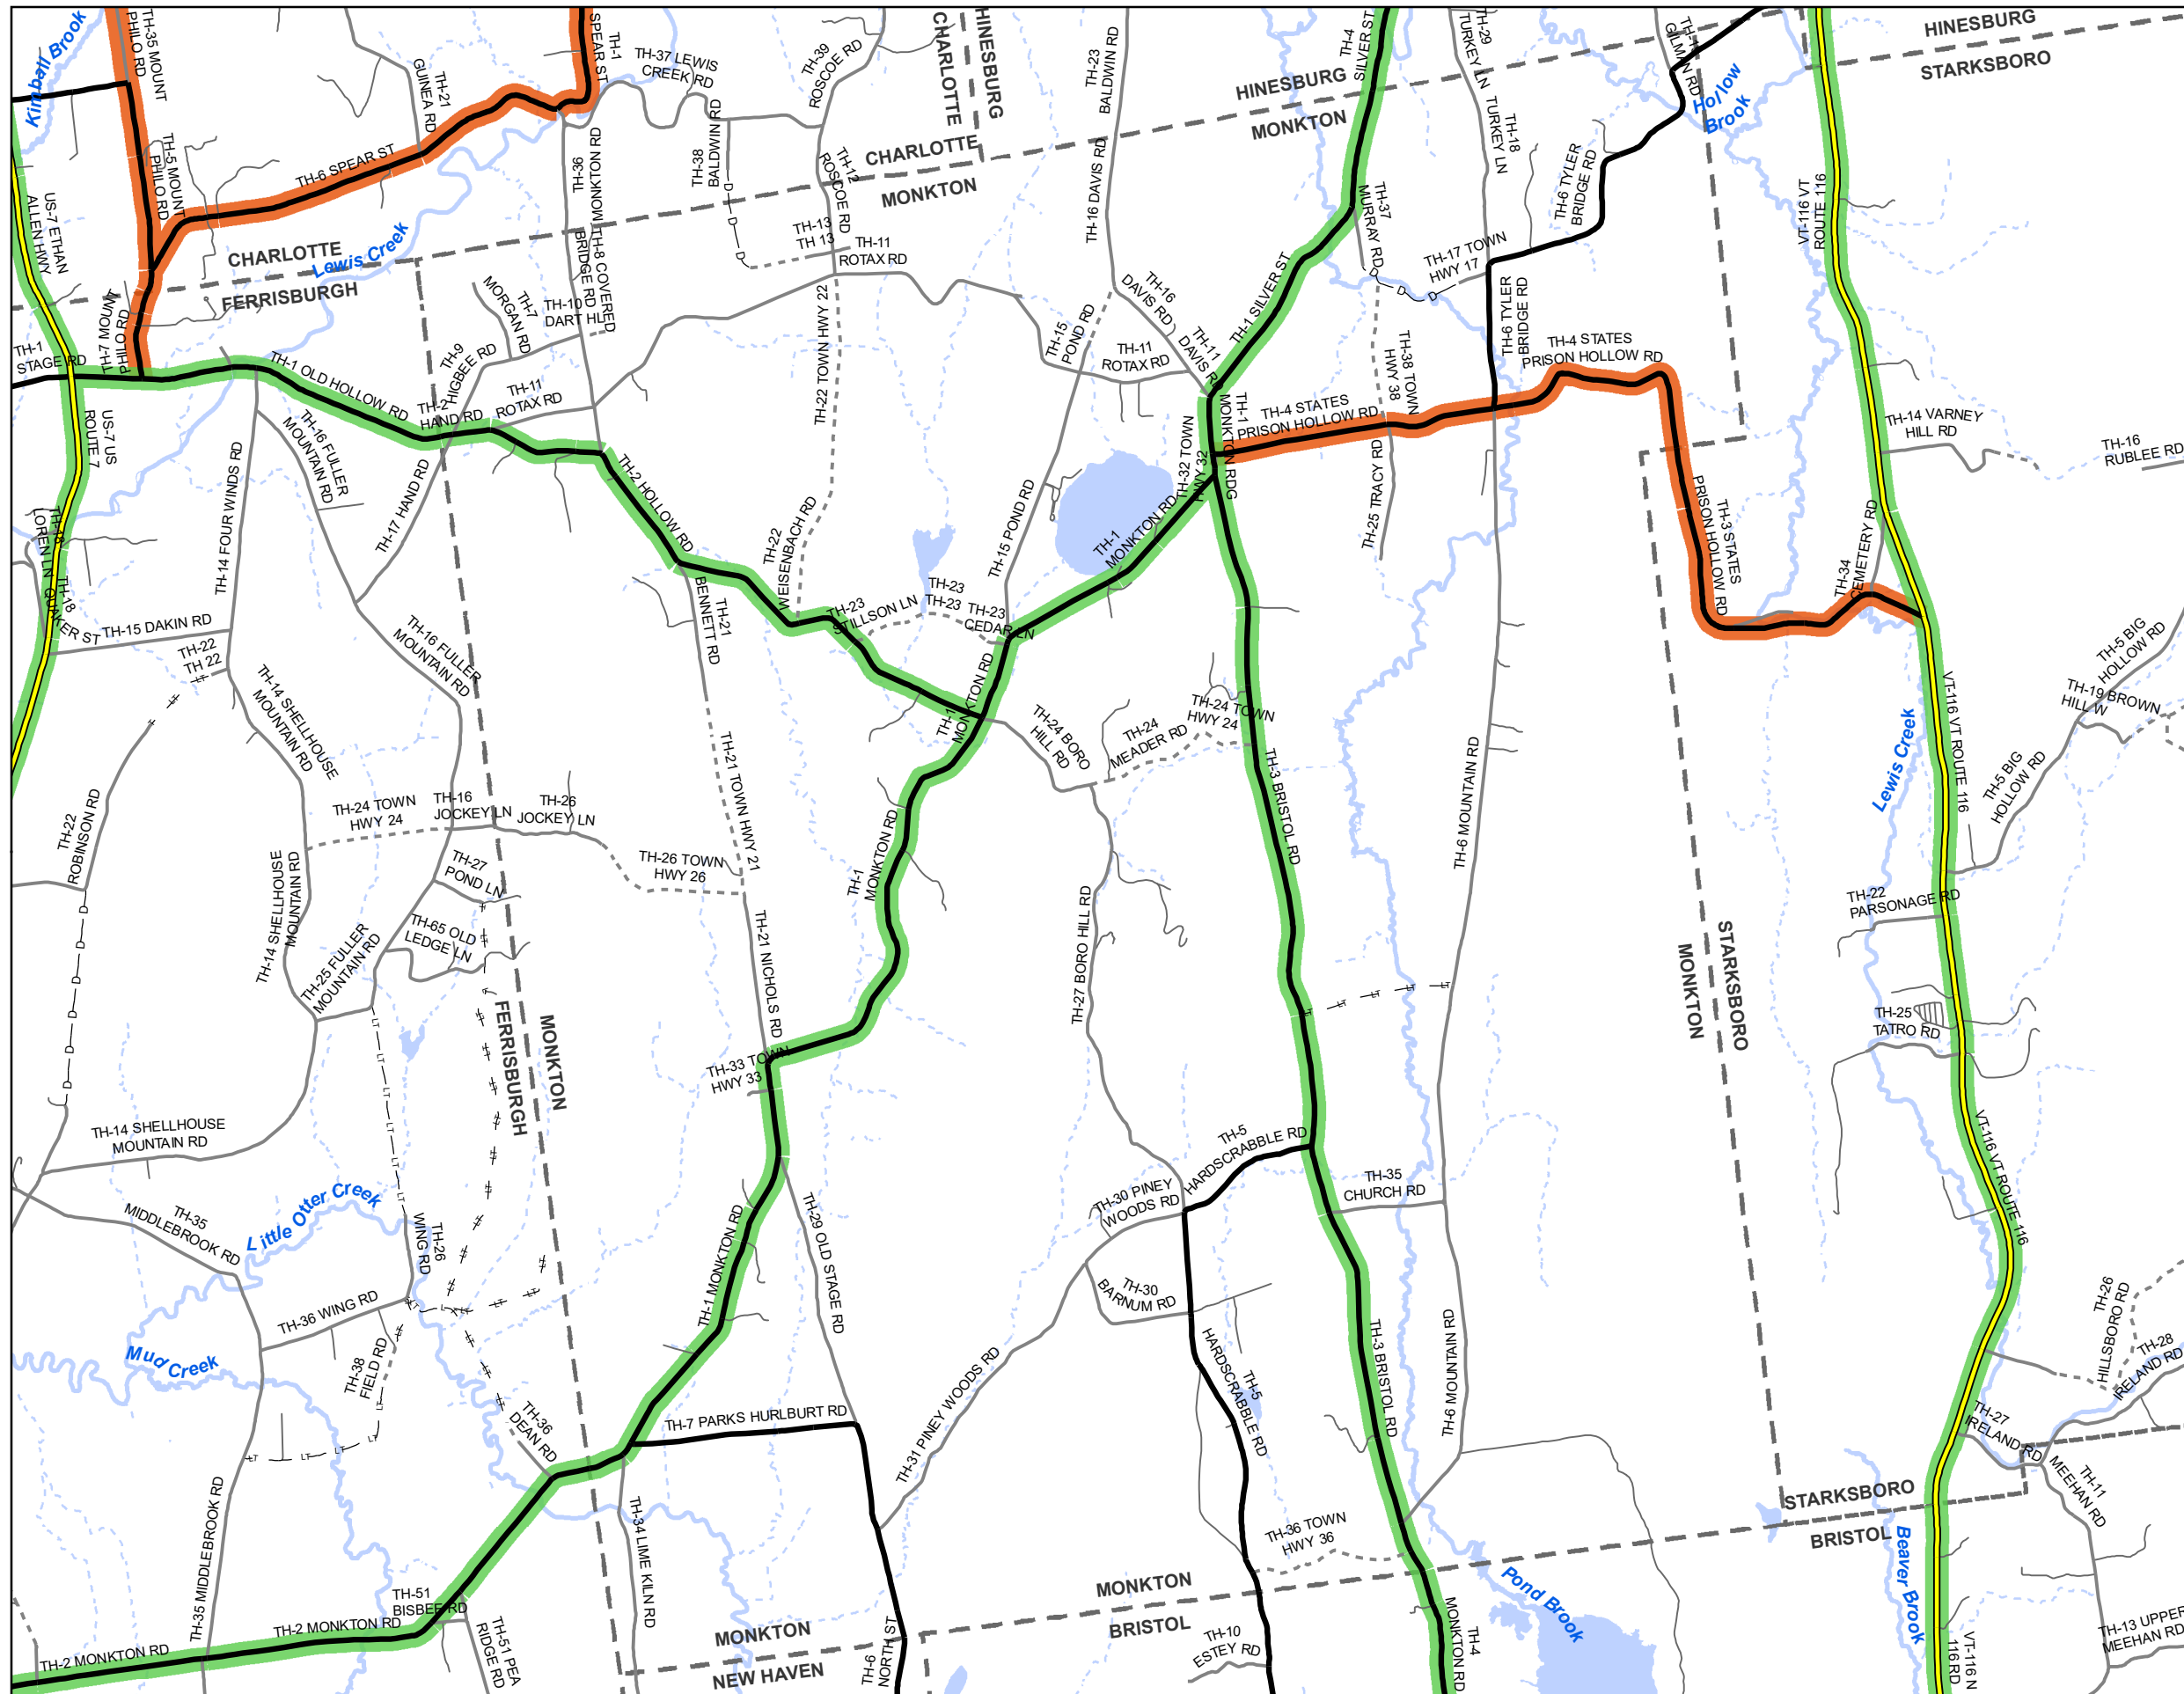 Kimball Brook
TH-35 MOUNT
PHILO RD
TH-21
GUINEA RD
TH-1
SPEAR ST
TH-37 LEWIS
CREEK RD
TH-39
ROSCOE RD
CHARLOTTE
HINESBURG
TH-23
BALDWIN RD
HINESBURG
MONKTON
TH-4
SILVER ST
TH-29
TURKEY LN
TH-18
TURKEY LN
GILMAN RD
Hollow
Brook
HINESBURG
STARKSBORO
TH-5 MOUNT
PHILO RD
TH-6 SPEAR ST
TH-36
MONKTON RD
TH-38
BALDWIN RD
TH-12
ROSCOE RD
CHARLOTTE
MONKTON
TH-16 DAVIS RD
TH-37
MURRAY RD
TH-6 TYLER
BRIDGE RD
VT-116 VT
ROUTE 116
US-7 ETHAN
ALLEN HWY
CHARLOTTE
FERRISBURGH
Lewis Creek
TH-8 COVERED
BRIDGE RD
TH-13
TH 13
TH-11
ROTAX RD
TH-17 TOWN
HWY 17
TH-7 MOUNT
PHILO RD
TH-7
MORGAN RD
TH-10
DART HL
TH-22 TOWN HWY 22
TH-15
POND RD
TH-16
DAVIS RD
TH-11
DAVIS RD
TH-1 SILVER ST
TH-11
ROTAX RD
TH-6 TYLER
BRIDGE RD
TH-4 STATES
PRISON HOLLOW RD
TH-1
STAGE RD
TH-1 OLD HOLLOW RD
TH-9
HIGBEE RD
TH-2
HAND RD
TH-11
ROTAX RD
TH-38 TOWN
HWY 38
TH-4 STATES
PRISON HOLLOW RD
TH-1
MONKTON RDG
US-7 US
ROUTE 7
TH-16 FULLER
MOUNTAIN RD
TH-17 HAND RD
TH-2 HOLLOW RD
TH-32 TOWN
HWY 32
TH-14 VARNEY
HILL RD
TH-16
RUBLEE RD
TH-14 FOUR WINDS RD
TH-22
WEISENBACH RD
TH-15 POND RD
TH-1
MONKTON RD
TH-25 TRACY RD
TH-3 STATES
PRISON HOLLOW RD
TH-34
CEMETERY RD
LOREN LN
TH-18
QUAKER ST
TH-15 DAKIN RD
TH-22
TH 22
TH-21
BENNETT RD
TH-23
STILLSON LN
TH-23
TH-23
TH-23
CEDAR LN
TH-16 FULLER
MOUNTAIN RD
TH-14 SHELLHOUSE
MOUNTAIN RD
TH-1
MONKTON RD
TH-24 BORO
HILL RD
TH-24
MEADER RD
TH-24 TOWN
HWY 24
TH-5 BIG
HOLLOW RD
TH-19 BROWN
HILL W
VT-116 VT ROUTE 116
Lewis Creek
TH-5 BIG
HOLLOW RD
TH-22
ROBINSON RD
TH-24 TOWN
HWY 24
TH-16
JOCKEY LN
TH-26
JOCKEY LN
TH-21 TOWN HWY 21
TH-26 TOWN
HWY 26
TH-1
MONKTON RD
TH-3 BRISTOL RD
TH-6 MOUNTAIN RD
TH-27
POND LN
TH-65 OLD
LEDGE LN
TH-14 SHELLHOUSE
MOUNTAIN RD
TH-25 FULLER
MOUNTAIN RD
TH-21 NICHOLS RD
TH-27 BORO HILL RD
TH-22
PARSONAGE RD
STARKSBORO
MONKTON
TH-25
TATRO RD
FERRISBURGH
MONKTON
TH-33 TOWN
HWY 33
TH-14 SHELLHOUSE
MOUNTAIN RD
TH-5
HARDSCRABBLE RD
TH-35
CHURCH RD
VT-116 VT ROUTE 116
TH-35
MIDDLEBROOK RD
Little Otter Creek
TH-26
WING RD
TH-1 MONKTON RD
TH-29 OLD STAGE RD
TH-30 PINEY
WOODS RD
TH-30
BARNUM RD
TH-36 WING RD
TH-38
FIELD RD
Mud Creek
TH-5
HARDSCRABBLE RD
TH-3 BRISTOL RD
TH-6 MOUNTAIN RD
TH-26
HILLSBORO RD
TH-28
IRELAND RD
TH-27
IRELAND RD
TH-36
DEAN RD
TH-7 PARKS HURLBURT RD
TH-31 PINEY WOODS RD
TH-11
MEEHAN RD
STARKSBORO
BRISTOL
TH-35 MIDDLEBROOK RD
TH-34 LIME KILN RD
TH-36 TOWN
HWY 36
MONKTON
BRISTOL
Pond Brook
Beaver Brook
TH-51
BISBEE RD
TH-2 MONKTON RD
TH-2 MONKTON RD
TH-51 PEA
RIDGE RD
MONKTON
NEW HAVEN
TH-6
NORTH ST
TH-10
ESTEY RD
TH-4
MONKTON RD
VT-116 N
116 RD
TH-13 UPPER
MEEHAN RD